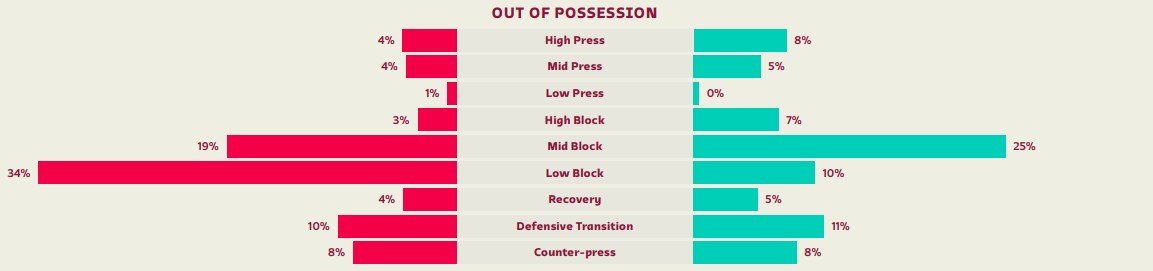 OUT OF POSSESSION
4% High Press 8%
4% Mid Press 5%
1% Low Press 0%
3% High Block 7%
19% Mid Block 25%
34% Low Block 10%
4% Recovery 5%
10% Defensive Transition 11%
8% Counter-press 8%